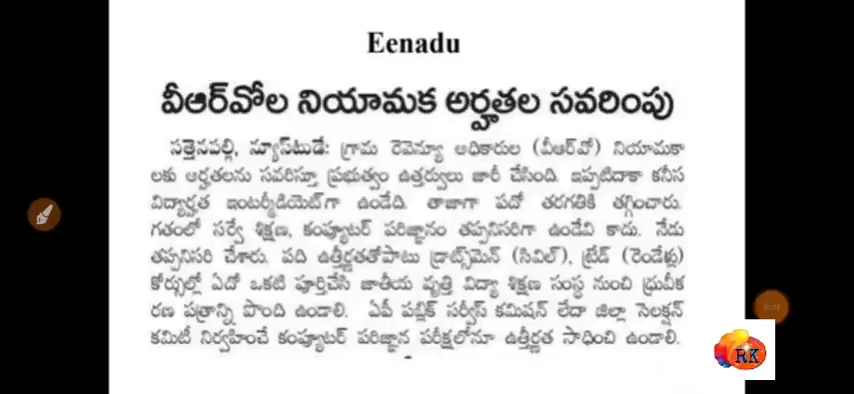 Eenadu
వీఆర్‌వోల నియామక అర్హతల సవరింపు
సత్తెనపల్లి, న్యూస్‌టుడే: గ్రామ రెవెన్యూ అధికారుల (వీఆర్‌వో) నియామకా
లకు అర్హతలను సవరిస్తూ ప్రభుత్వం ఉత్తర్వులు జారీ చేసింది. ఇప్పటిదాకా కనీస
విద్యార్హత ఇంటర్మీడియెట్‌గా ఉండేది. తాజాగా పదో తరగతికి తగ్గించారు.
గతంలో సర్వే శిక్షణ, కంప్యూటర్ పరిజ్ఞానం తప్పనిసరిగా ఉండేవి కాదు. నేడు
తప్పనిసరి చేశారు. పది ఉత్తీర్ణతతోపాటు డ్రాట్స్‌మెన్ (సివిల్), ట్రేడ్ (రెండేళ్లు)
కోర్సుల్లో ఏదో ఒకటి పూర్తిచేసి జాతీయ వృత్తి విద్యా శిక్షణ సంస్థ నుంచి ధ్రువీక
రణ పత్రాన్ని పొంది ఉండాలి. ఏపీ పబ్లిక్ సర్వీస్ కమిషన్ లేదా జిల్లా సెలక్షన్
కమిటీ నిర్వహించే కంప్యూటర్ పరిజ్ఞాన పరీక్షలోనూ ఉత్తీర్ణత సాధించి ఉండాలి.
RK